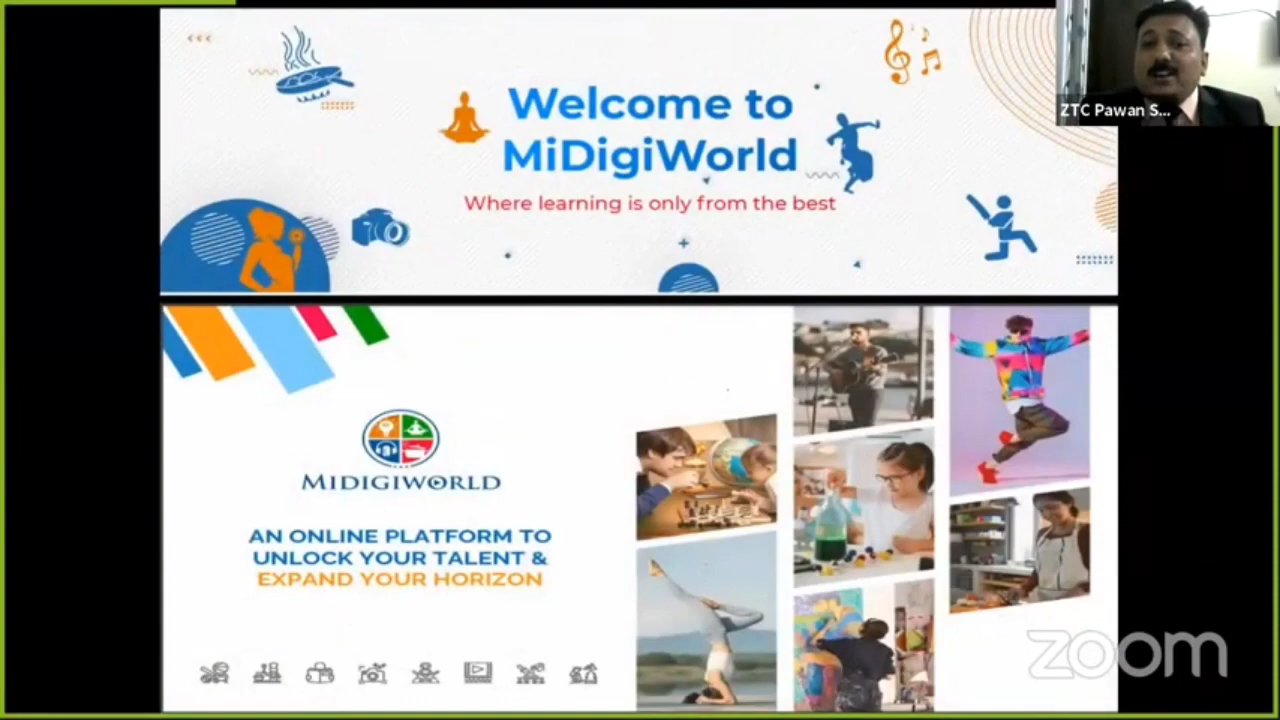 Welcome to
MiDigiWorld
Where learning is only from the best
ZTC Pawan S...
MIDIGIWORLD
AN ONLINE PLATFORM TO
UNLOCK YOUR TALENT &
EXPAND YOUR HORIZON
zoom